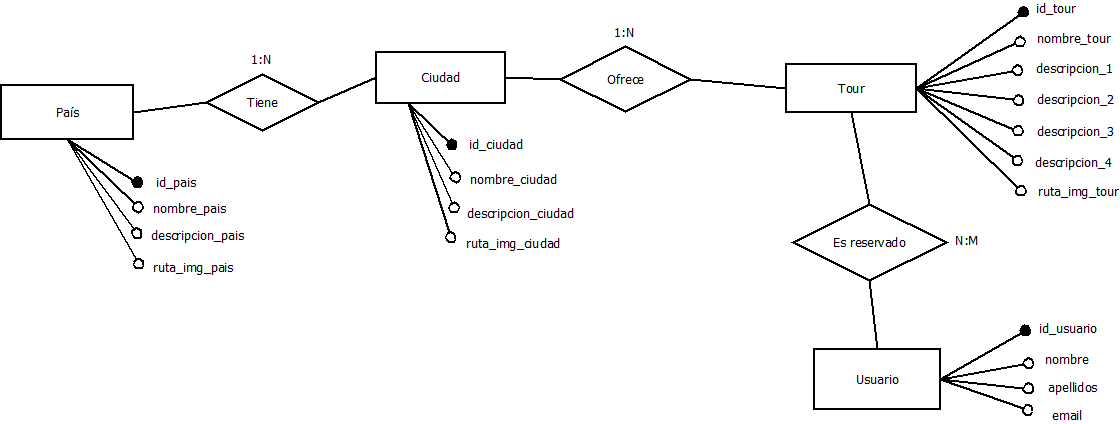 País
1:N
Tiene
Ciudad
1:N
Ofrece
Tour
id_pais
nombre_pais
descripcion_pais
ruta_img_pais
id_ciudad
nombre_ciudad
descripcion_ciudad
ruta_img_ciudad
id_tour
nombre_tour
descripcion_1
descripcion_2
descripcion_3
descripcion_4
ruta_img_tour
Es reservado
N:M
Usuario
id_usuario
nombre
apellidos
email